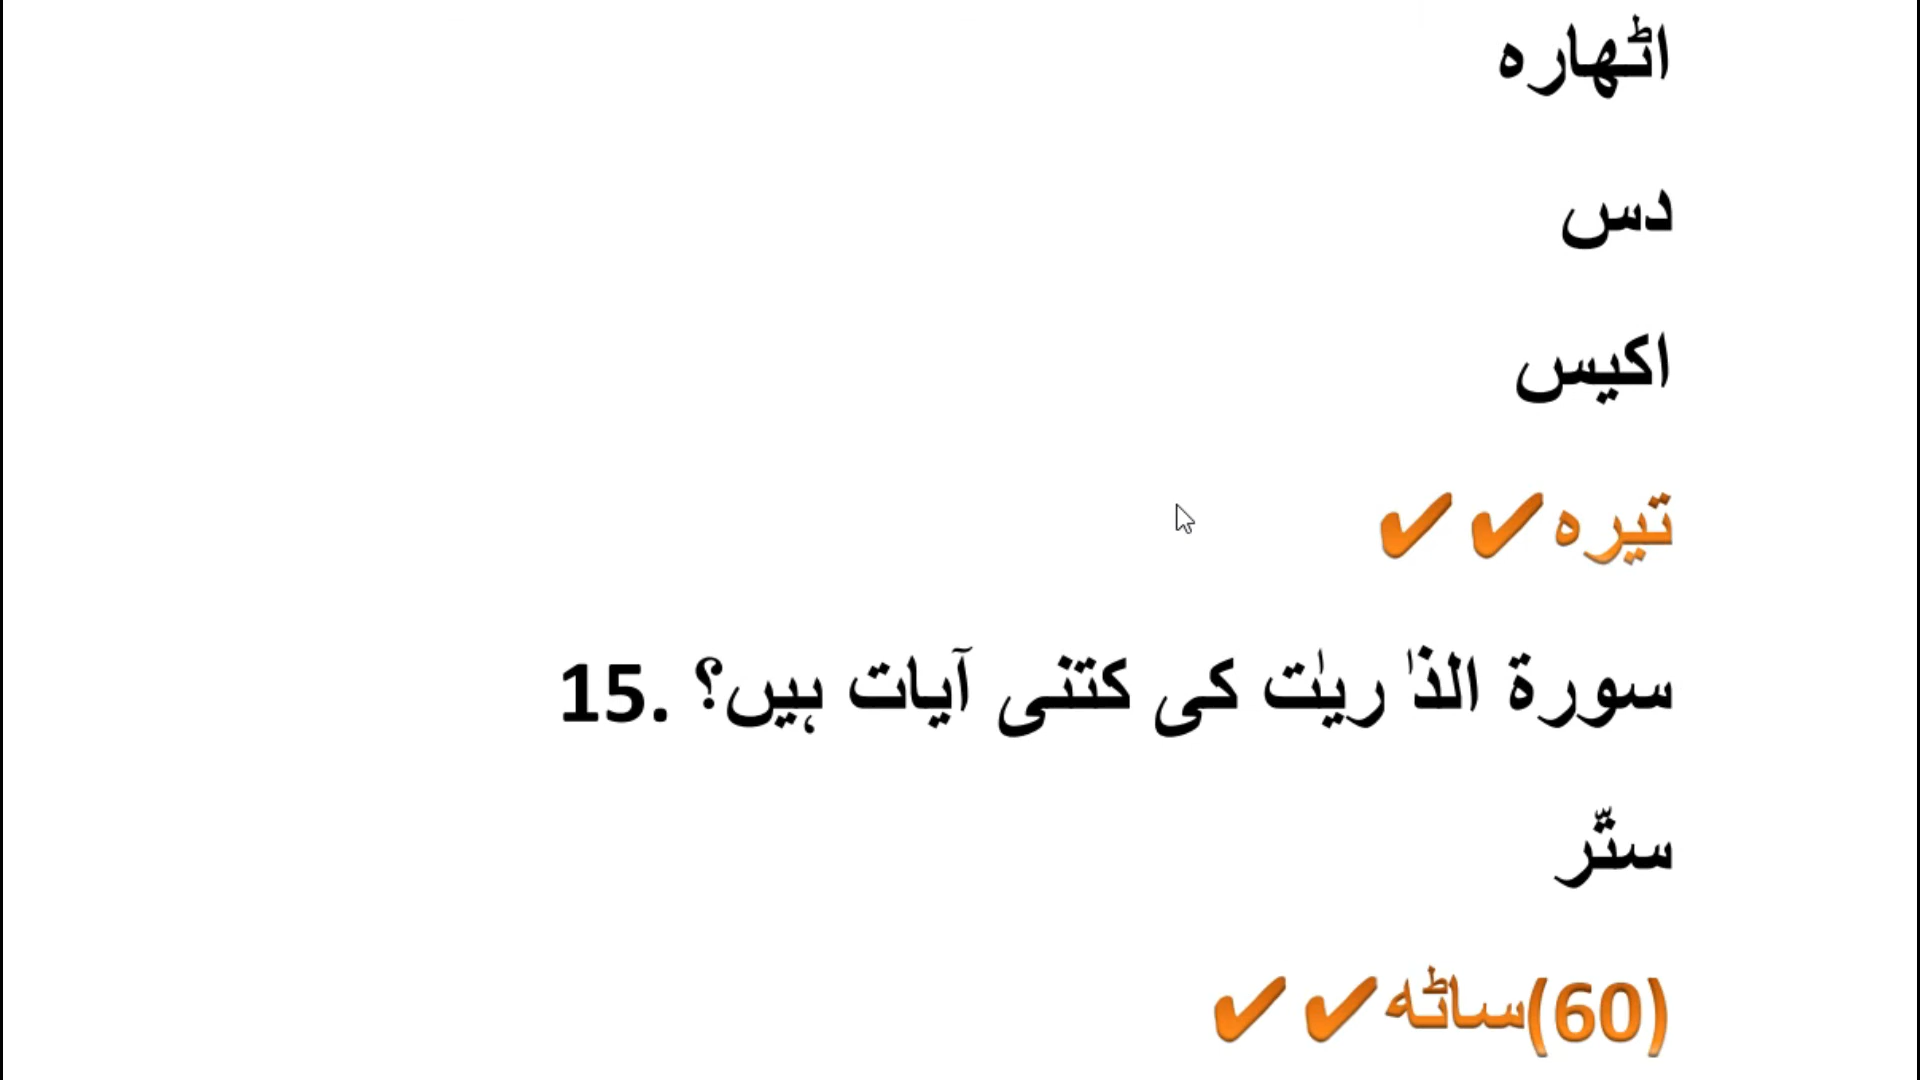 اٹھارہ
دس
اکیس
تیرہ✔✔
سورۃ الذٰ ریٰت کی کتنی آیات ہیں؟ .15
ستّر
(60)ساٹھ✔✔